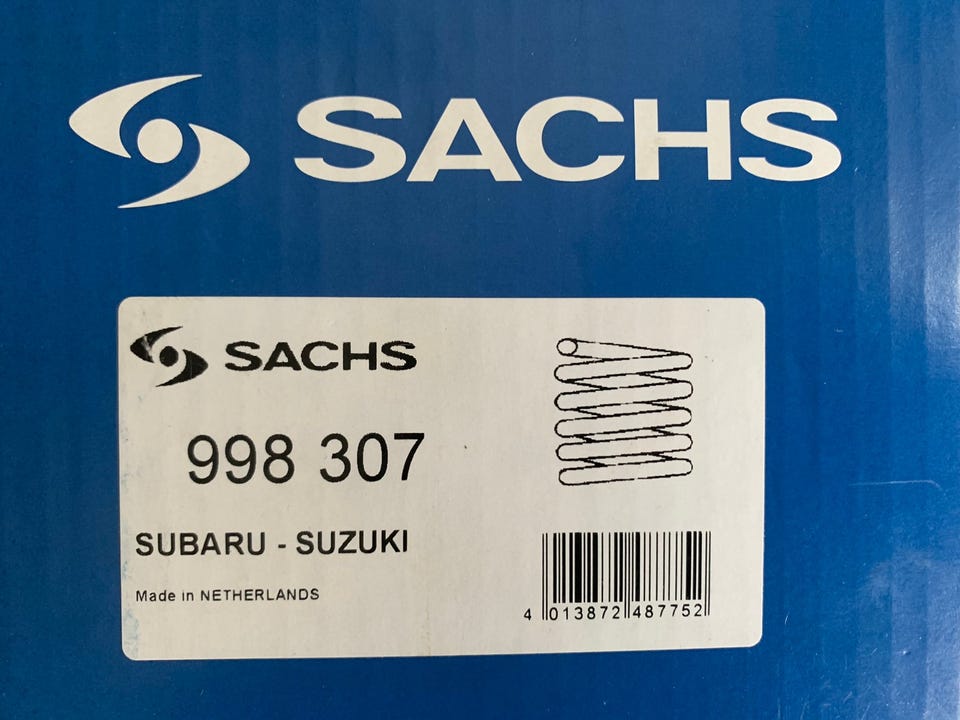 SACHS
SACHS
998 307
SUBARU - SUZUKI
Made in NETHERLANDS
4 013872 487752